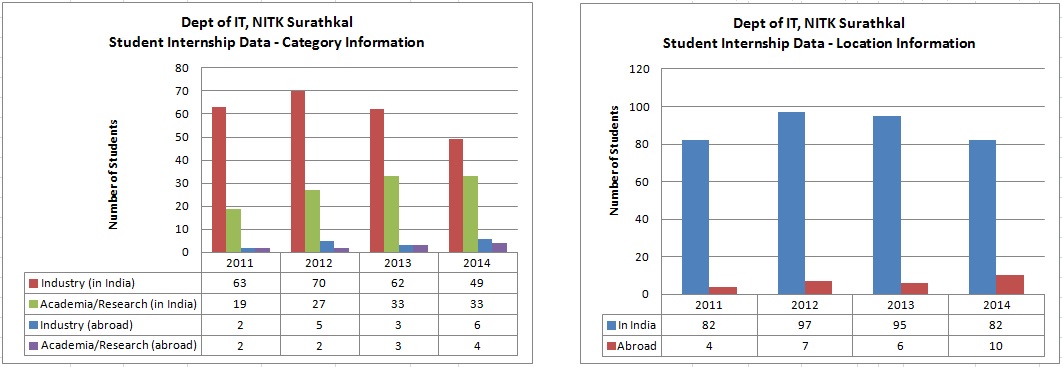 Dept of IT, NITK Surathkal
Student Internship Data - Category Information
80
70
60
50
40
30
20
10
0
Number of Students
2011 2012 2013 2014
Industry (in India) 63 70 62 49
Academia/Research (in India) 19 27 33 33
Industry (abroad) 2 5 3 6
Academia/Research (abroad) 2 2 3 4
Dept of IT, NITK Surathkal
Student Internship Data - Location Information
120
100
80
60
40
20
0
Number of Students
2011 2012 2013 2014
In India 82 97 95 82
Abroad 4 7 6 10